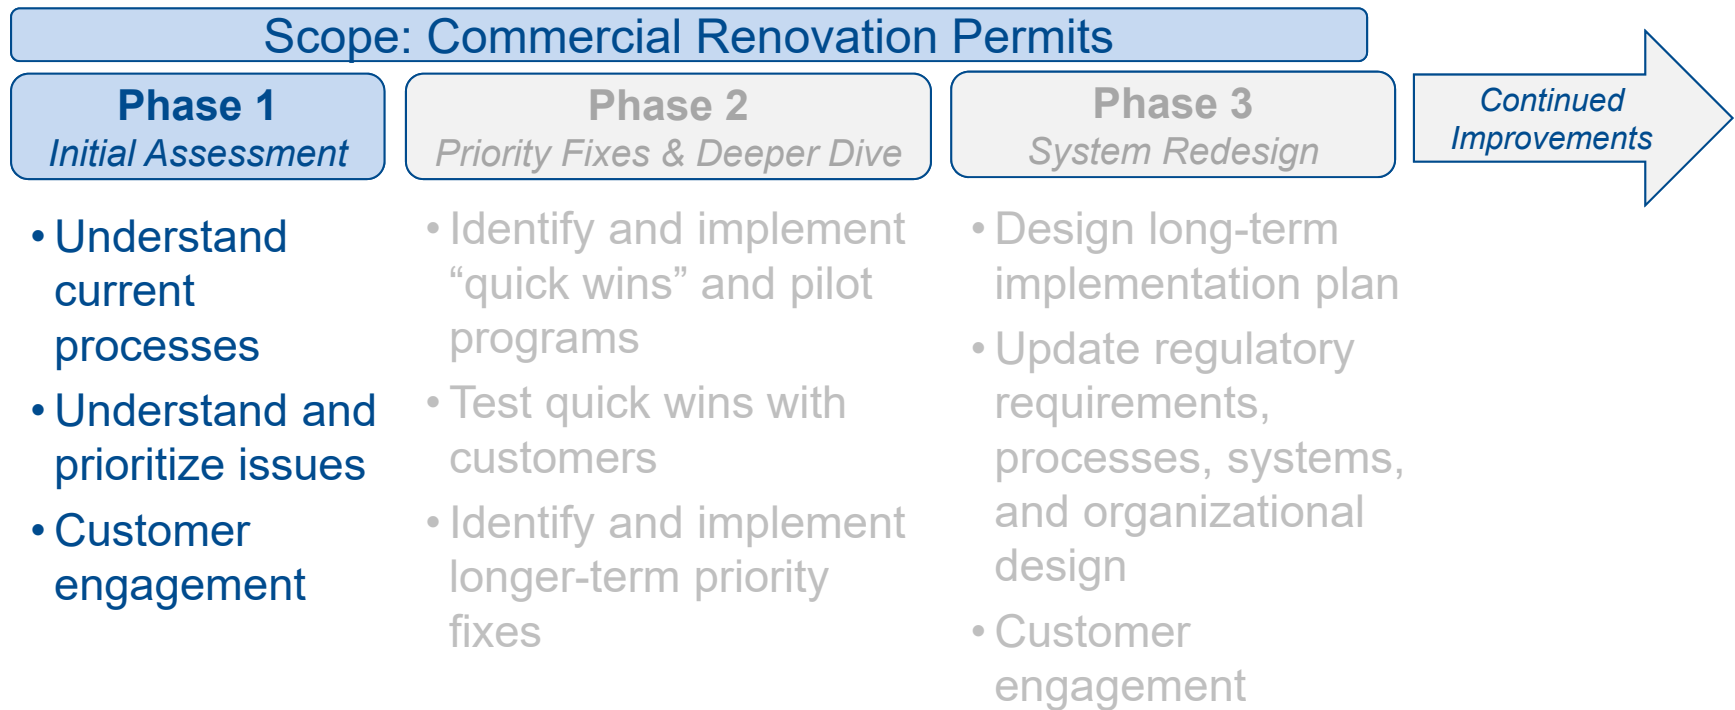 Scope: Commercial Renovation Permits
Phase 1
Initial Assessment
• Understand
current
processes
• Understand and
prioritize issues
• Customer
engagement
Phase 2
Priority Fixes & Deeper Dive
• Identify and implement
“quick wins” and pilot
programs
• Test quick wins with
customers
• Identify and implement
longer-term priority
fixes
Phase 3
System Redesign
• Design long-term
implementation plan
• Update regulatory
requirements,
processes, systems,
and organizational
design
• Customer
engagement
Continued
Improvements